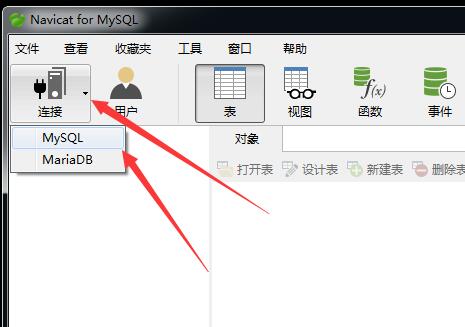 Navicat for MySQL
文件 查看 收藏夹 工具 窗口 帮助
连接 用户 表 视图 f(x) 函数 事件
MySQL
MariaDB
对象
打开表 设计表 新建表 删除表